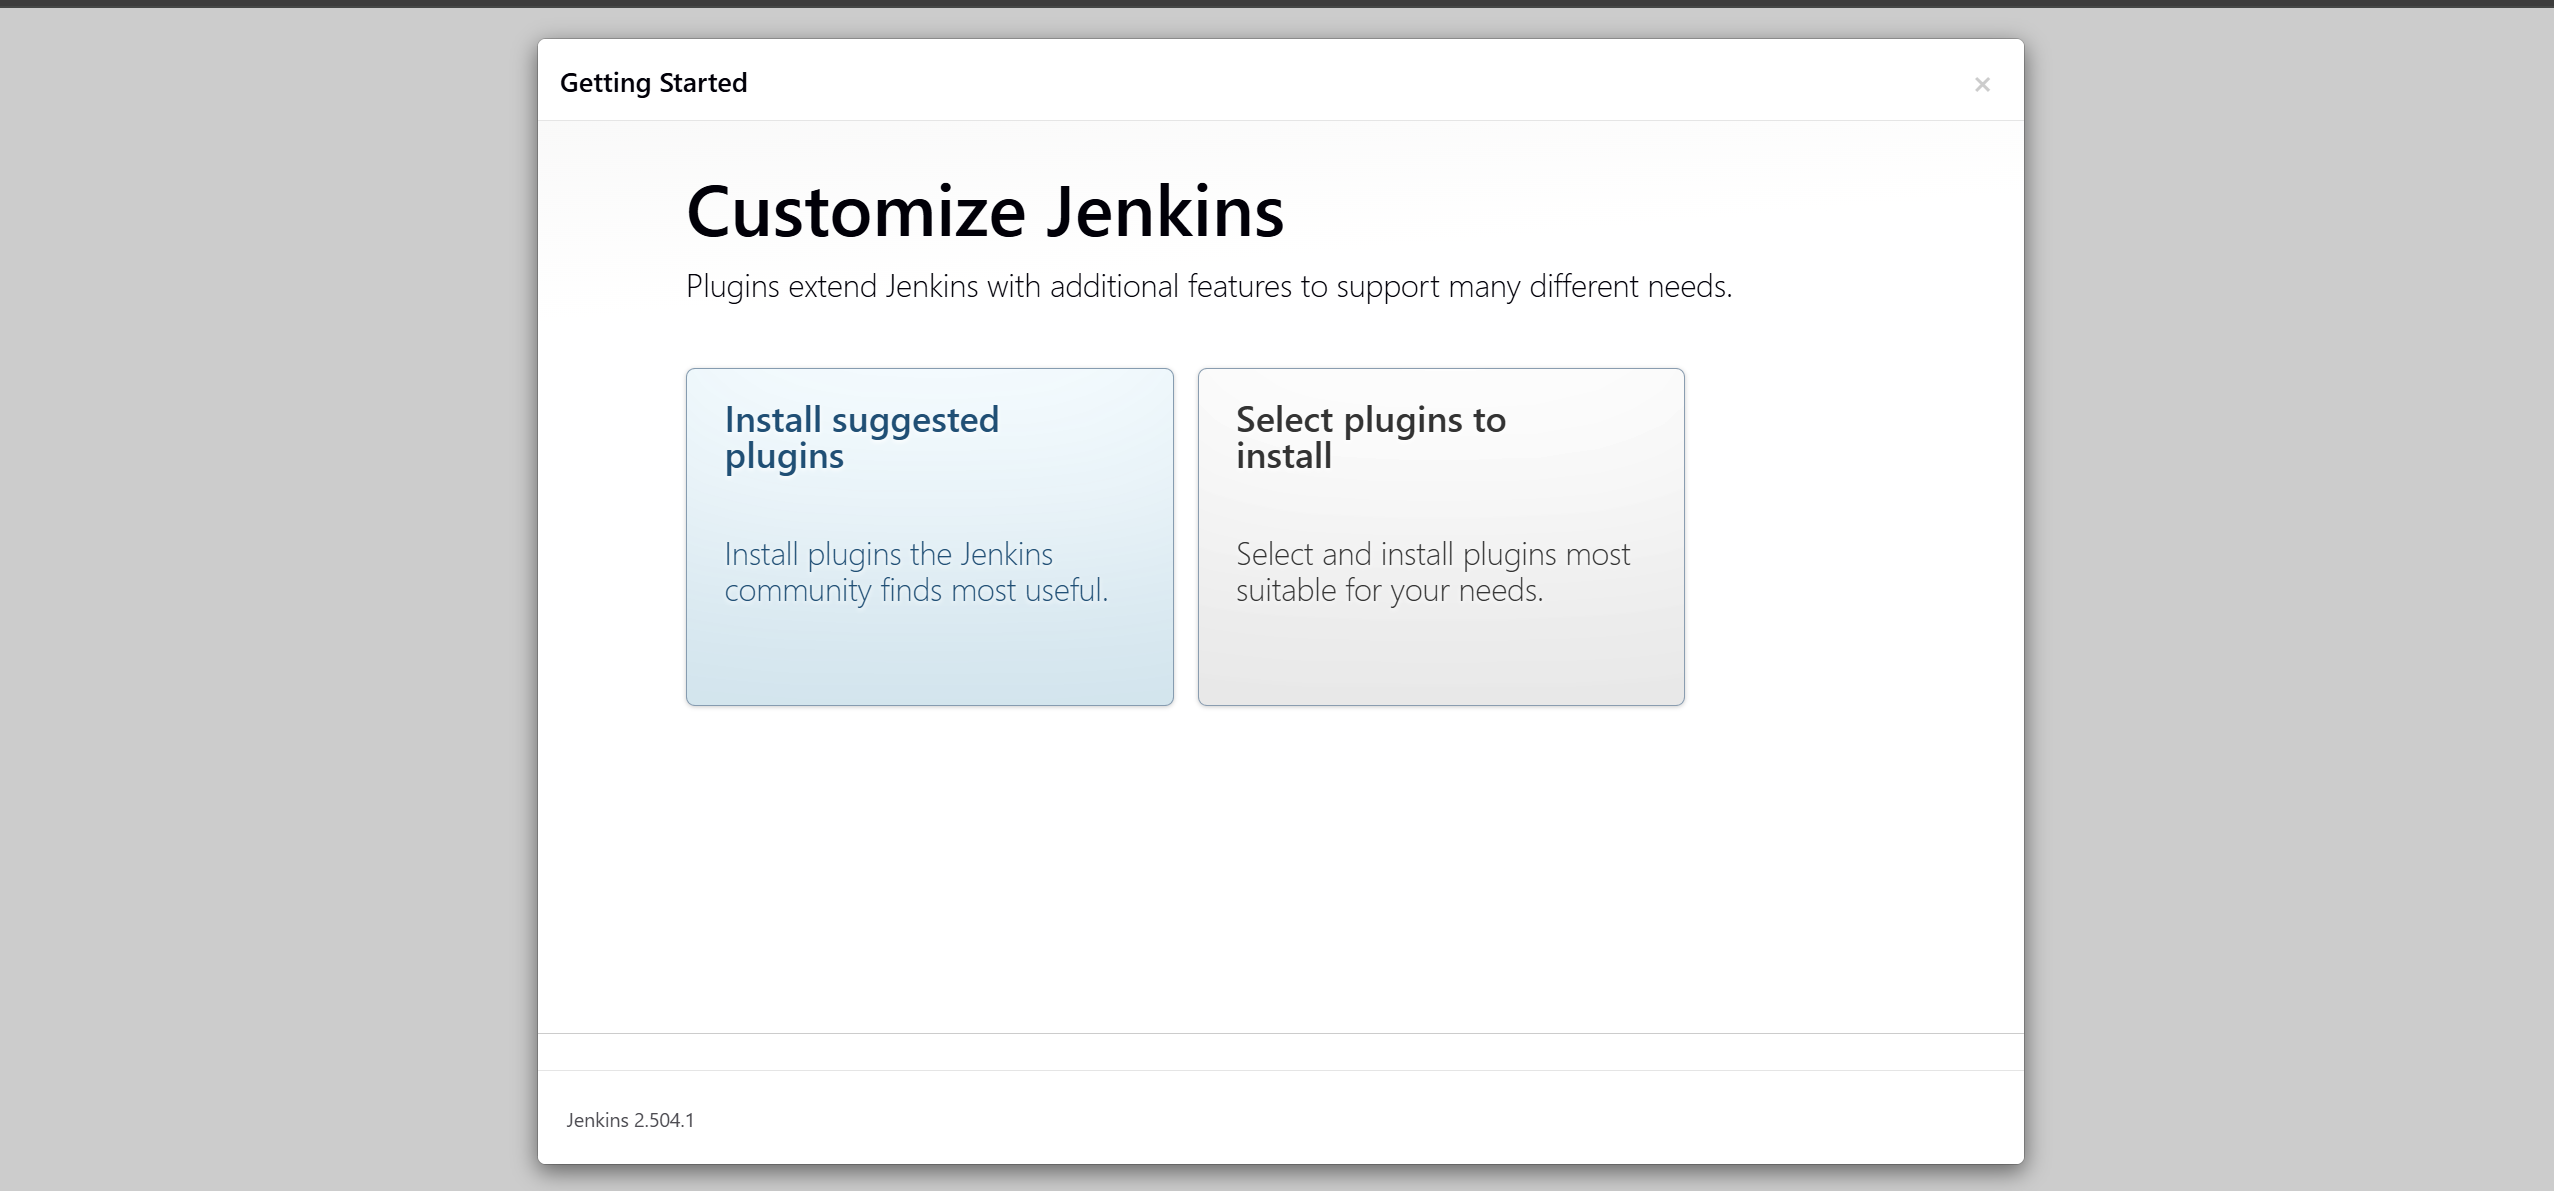 Getting Started
×
Customize Jenkins
Plugins extend Jenkins with additional features to support many different needs.
Install suggested
plugins
Install plugins the Jenkins
community finds most useful.
Select plugins to
install
Select and install plugins most
suitable for your needs.
Jenkins 2.504.1